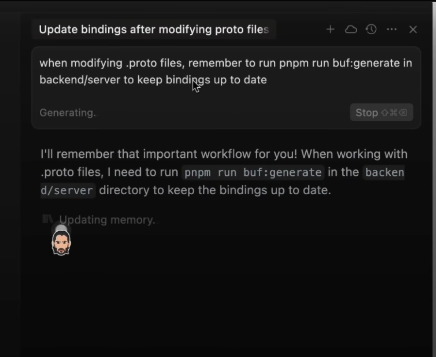 Update bindings after modifying proto files
when modifying .proto files, remember to run pnpm run buf:generate in
backend/server to keep bindings up to date
Generating.
Stop ⇧⌘⌫
I'll remember that important workflow for you! When working with
.proto files, I need to run pnpm run buf:generate in the backen
d/server directory to keep the bindings up to date.
Updating memory.